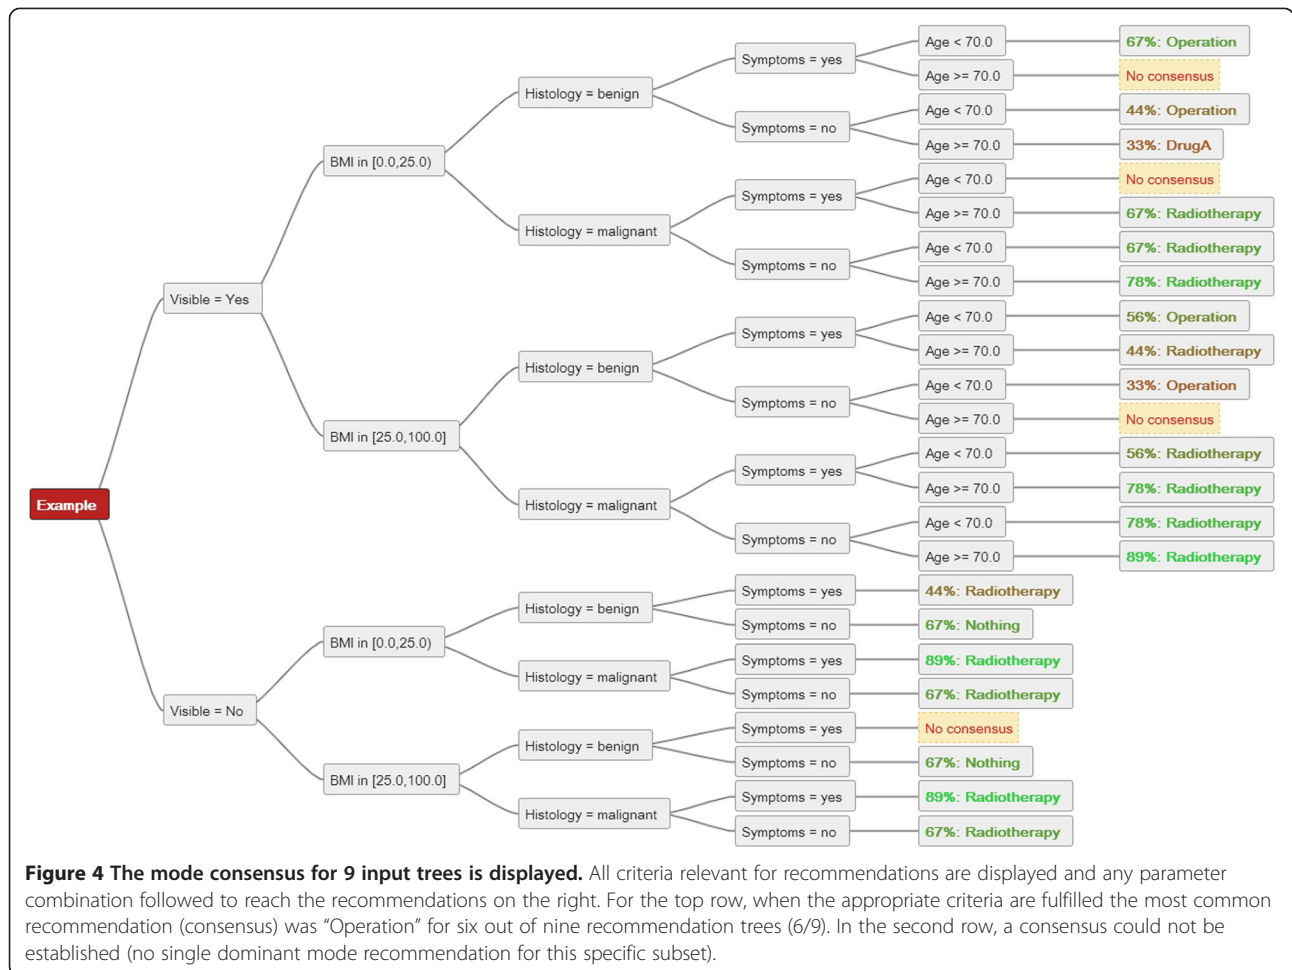 Age < 70.0 67%: Operation
Symptoms = yes
Age >= 70.0 No consensus
Histology = benign
Age < 70.0 44%: Operation
Symptoms = no
Age >= 70.0 33%: DrugA
BMI in [0.0,25.0)
Age < 70.0 No consensus
Symptoms = yes
Age >= 70.0 67%: Radiotherapy
Histology = malignant
Age < 70.0 67%: Radiotherapy
Symptoms = no
Age >= 70.0 78%: Radiotherapy
Visible = Yes
Age < 70.0 56%: Operation
Symptoms = yes
Age >= 70.0 44%: Radiotherapy
Histology = benign
Age < 70.0 33%: Operation
Symptoms = no
Age >= 70.0 No consensus
BMI in [25.0,100.0]
Age < 70.0 56%: Radiotherapy
Symptoms = yes
Age >= 70.0 78%: Radiotherapy
Histology = malignant
Age < 70.0 78%: Radiotherapy
Symptoms = no
Age >= 70.0 89%: Radiotherapy
Example
Symptoms = yes 44%: Radiotherapy
Histology = benign
Symptoms = no 67%: Nothing
BMI in [0.0,25.0)
Symptoms = yes 89%: Radiotherapy
Histology = malignant
Symptoms = no 67%: Radiotherapy
Visible = No
Symptoms = yes No consensus
Histology = benign
Symptoms = no 67%: Nothing
BMI in [25.0,100.0]
Symptoms = yes 89%: Radiotherapy
Histology = malignant
Symptoms = no 67%: Radiotherapy
Figure 4 The mode consensus for 9 input trees is displayed. All criteria relevant for recommendations are displayed and any parameter
combination followed to reach the recommendations on the right. For the top row, when the appropriate criteria are fulfilled the most common
recommendation (consensus) was “Operation” for six out of nine recommendation trees (6/9). In the second row, a consensus could not be
established (no single dominant mode recommendation for this specific subset).